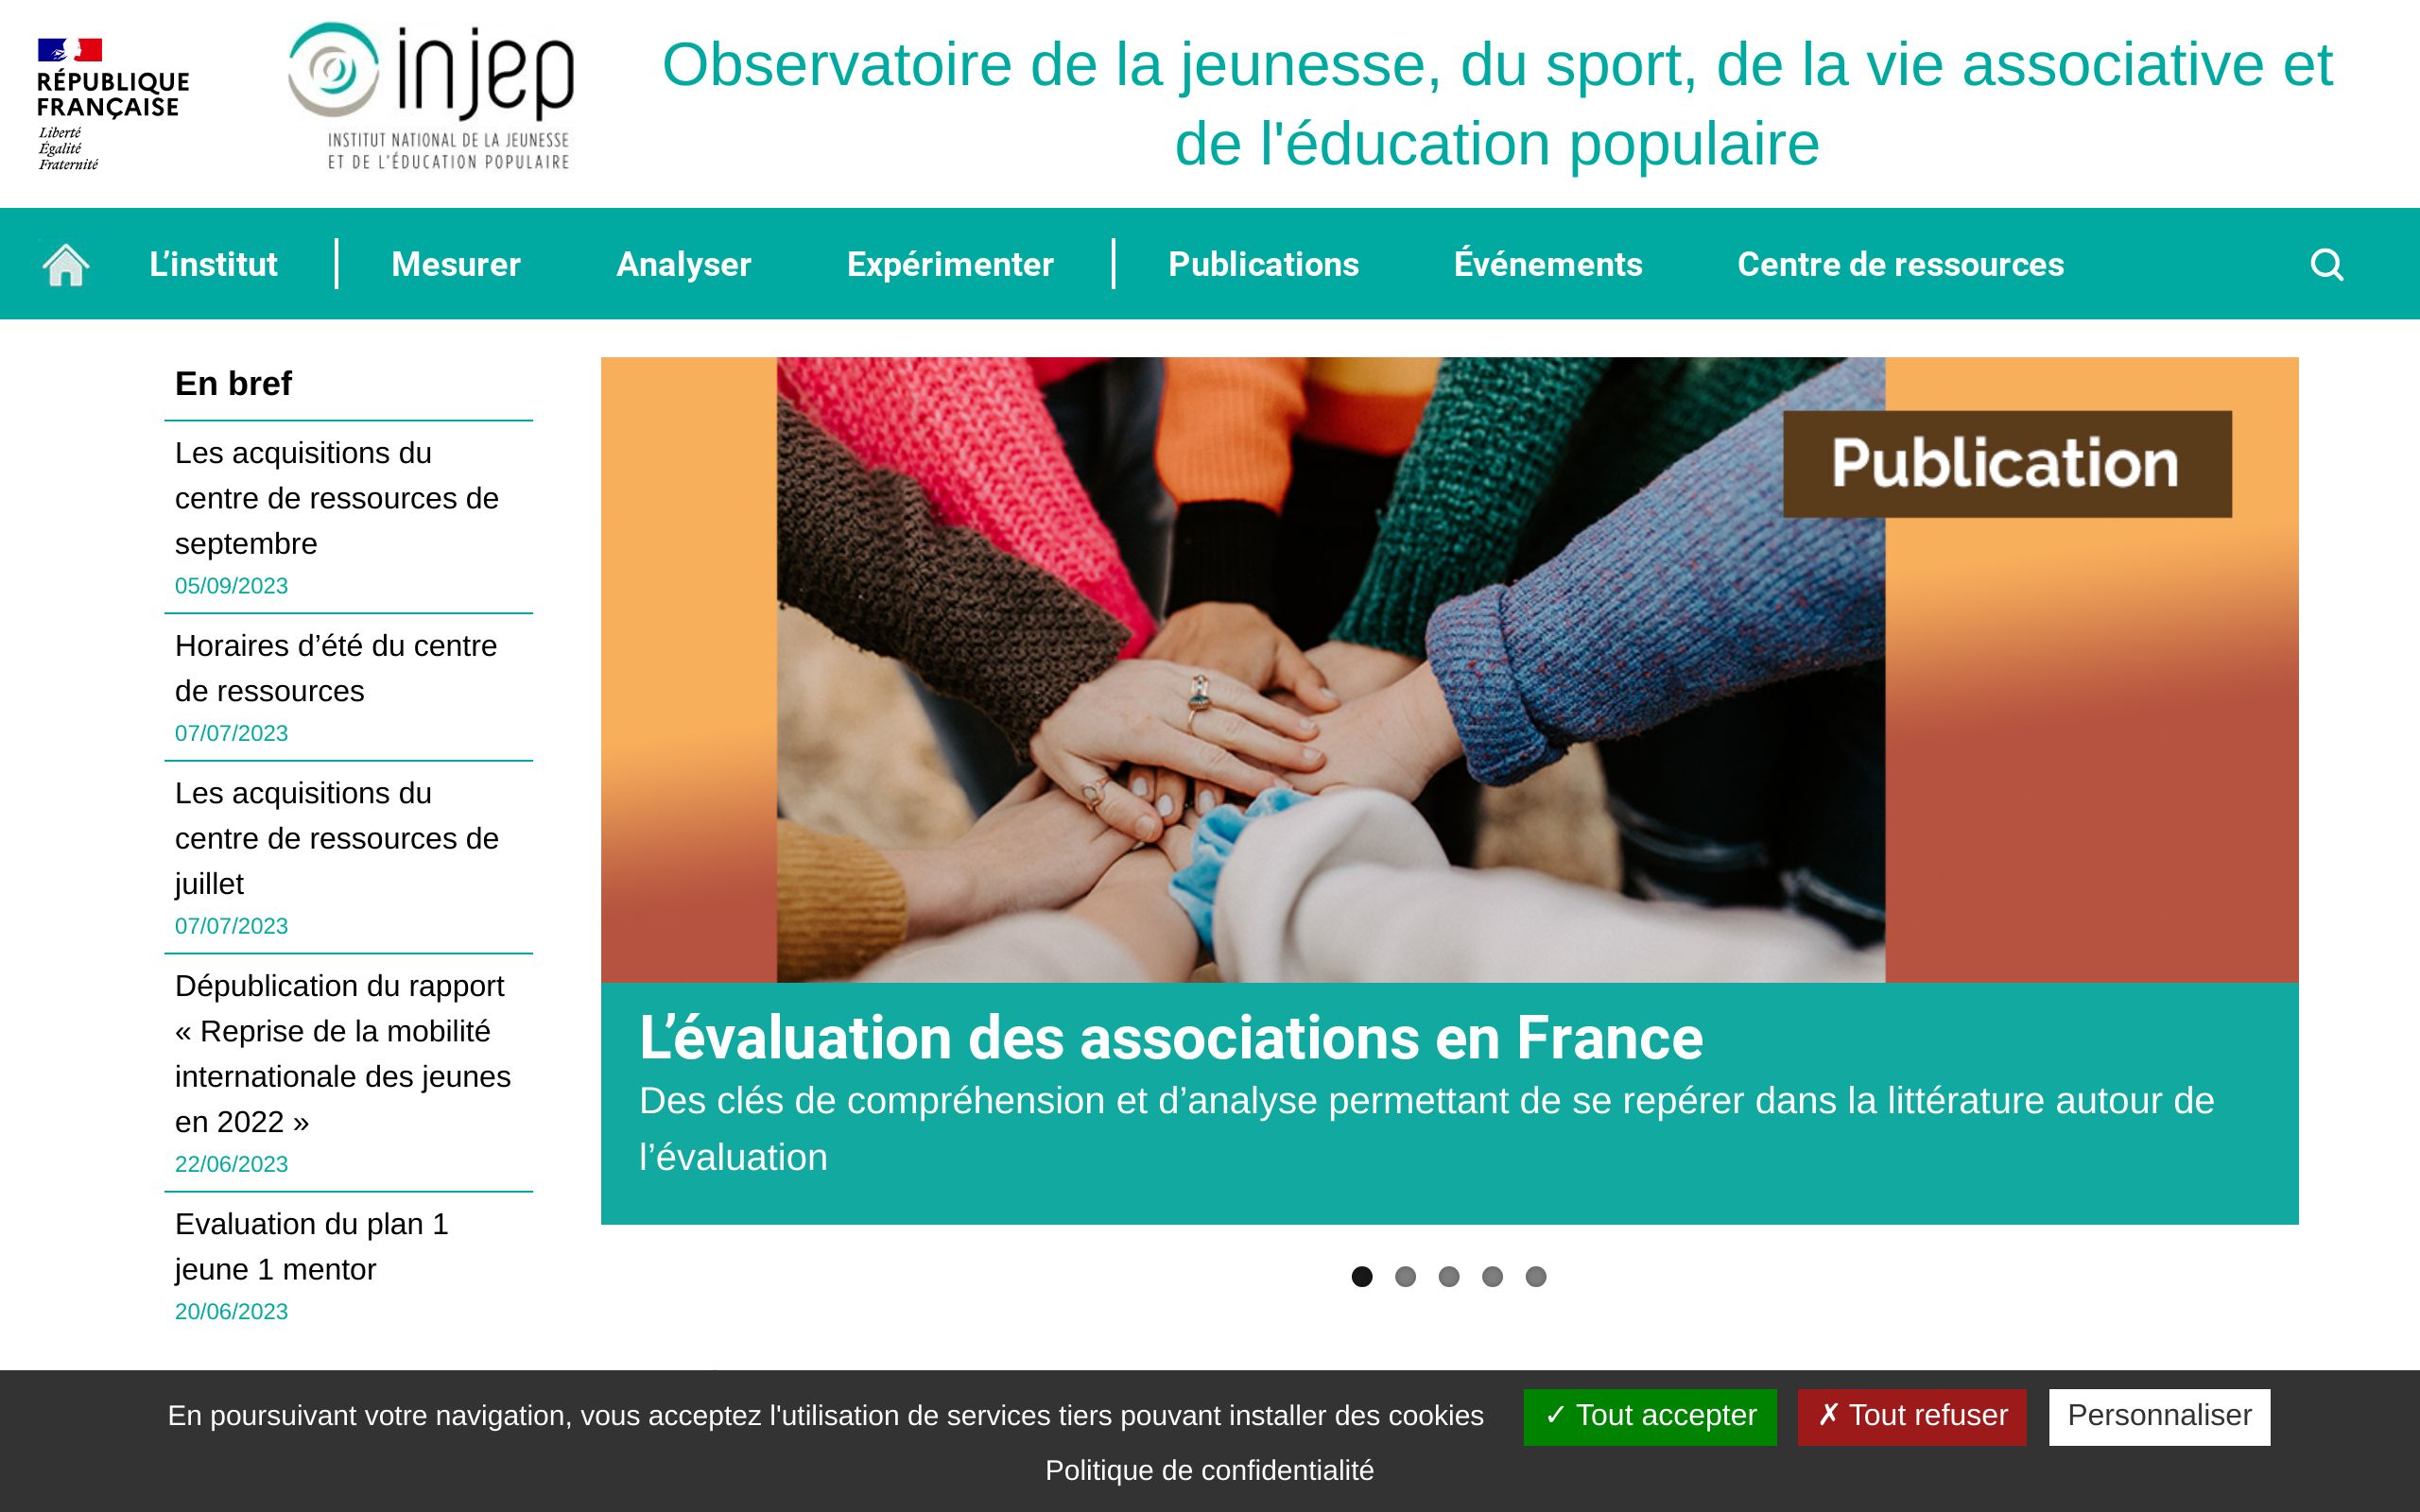 RÉPUBLIQUE
FRANÇAISE
Liberté
Égalité
Fraternité
injep
INSTITUT NATIONAL DE LA JEUNESSE
ET DE L'ÉDUCATION POPULAIRE
Observatoire de la jeunesse, du sport, de la vie associative et
de l'éducation populaire
L’institut
Mesurer
Analyser
Expérimenter
Publications
Événements
Centre de ressources
En bref
Les acquisitions du
centre de ressources de
septembre
05/09/2023
Horaires d’été du centre
de ressources
07/07/2023
Les acquisitions du
centre de ressources de
juillet
07/07/2023
Dépublication du rapport
« Reprise de la mobilité
internationale des jeunes
en 2022 »
22/06/2023
Evaluation du plan 1
jeune 1 mentor
20/06/2023
Publication
L’évaluation des associations en France
Des clés de compréhension et d’analyse permettant de se repérer dans la littérature autour de
l’évaluation
En poursuivant votre navigation, vous acceptez l'utilisation de services tiers pouvant installer des cookies
✓ Tout accepter
✗ Tout refuser
Personnaliser
Politique de confidentialité